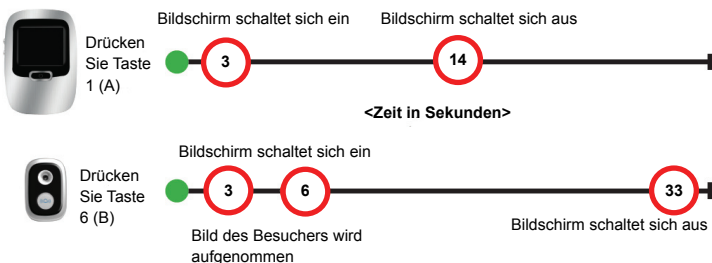 Bildschirm schaltet sich ein
Bildschirm schaltet sich aus
Drücken
Sie Taste
1 (A)
3
14
<Zeit in Sekunden>
Bildschirm schaltet sich ein
Drücken
Sie Taste
6 (B)
3
6
33
Bild des Besuchers wird
aufgenommen
Bildschirm schaltet sich aus